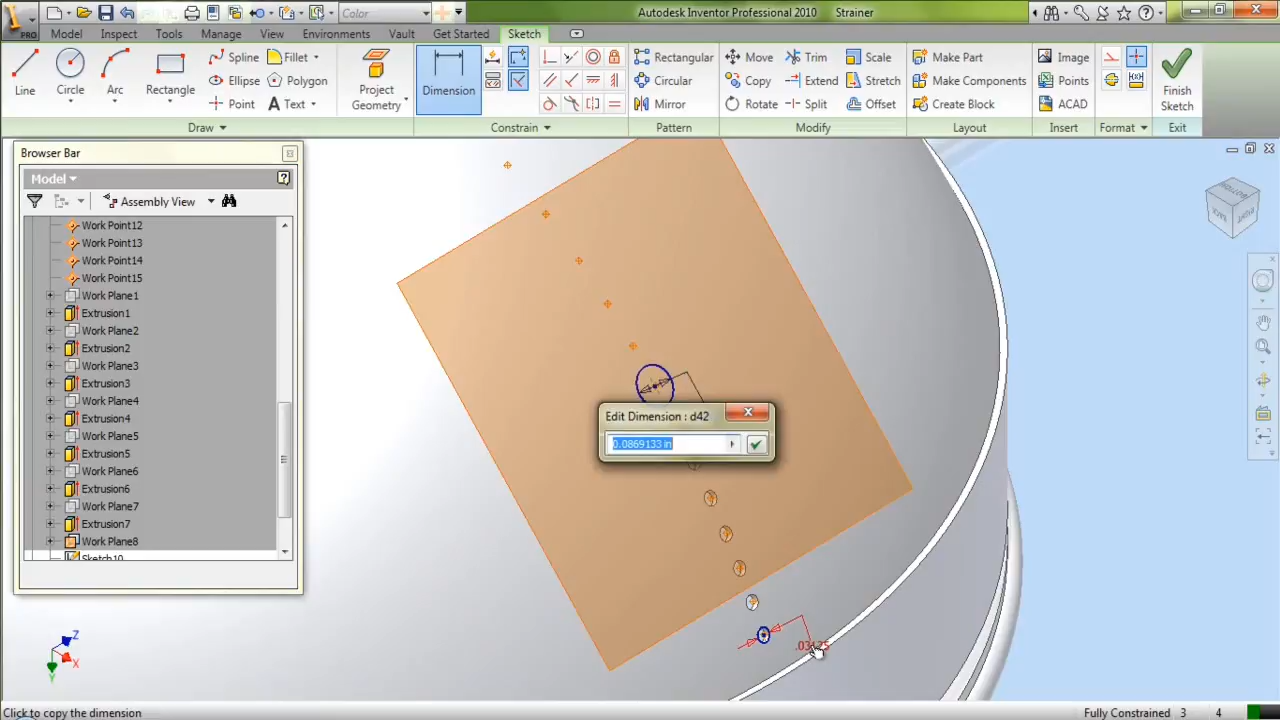 Color
Autodesk Inventor Professional 2010 Strainer
PRO
Model Inspect Tools Manage View Environments Vault Get Started Sketch
Line Circle Arc Rectangle
Spline Fillet
Ellipse Polygon
Point Text
Project Geometry
Dimension
Rectangular
Circular
Mirror
Move Trim Scale
Copy Extend Stretch
Rotate Split Offset
Make Part
Make Components
Create Block
Image
Points
ACAD
Finish Sketch
Draw Constrain Pattern Modify Layout Insert Format Exit
Browser Bar
Model
Assembly View
Work Point12
Work Point13
Work Point14
Work Point15
Work Plane1
Extrusion1
Work Plane2
Extrusion2
Work Plane3
Extrusion3
Work Plane4
Extrusion4
Work Plane5
Extrusion5
Work Plane6
Extrusion6
Work Plane7
Extrusion7
Work Plane8
Sketch10
Edit Dimension : d42
0.0869133 in
.03125
BOTTOM
BACK
RIGHT
Z
X
Y
Click to copy the dimension
Fully Constrained 3 4